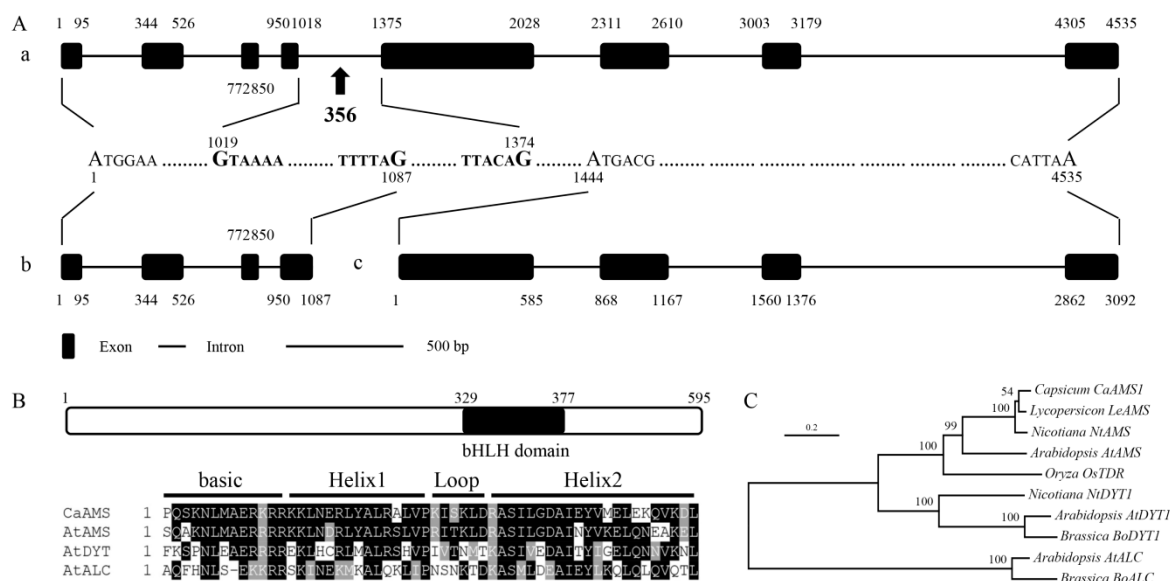 A
1 95 344 526 950 1018 1375 2028 2311 2610 3003 3179 4305 4535
a
772 850
356
1019 1374
ATGGAA ......... GTAAAA ......... TTTTAG ......... TTACAG ......... ATGACG ......... ......... ......... ......... ......... ......... CATTAA
1 1087 1444 4535
772 850
b c
1 95 344 526 950 1087 1 585 868 1167 1560 1376 2862 3092
Exon Intron 500 bp
B
1 329 377 595
bHLH domain
basic Helix1 Loop Helix2
CaAMS 1 PQSKNLMAERKRRKKLNERLYALRALVPKISKLDRASILGDAIEYVMELEKQVKDL
AtAMS 1 SQAKNLMAERRRRKKLNDRLYALRSLVPRITKLDRASILGDAINYVKELQNEAKEL
AtDYT 1 FKSPNLEAERRRREKLHCRLMALRSHVPIVTNMTKASIVEDAITYIGELQNNVKNL
AtALC 1 AQFHNLS-EKKRRSKINEKMKALQKLIPNSNKTDKASMLDEAIEYLKQLQLQVQTL
C
0.2
54
Capsicum CaAMS1
100
Lycopersicon LeAMS
99
Nicotiana NtAMS
100
Arabidopsis AtAMS
Oryza OsTDR
100
Nicotiana NtDYT1
100
Arabidopsis AtDYT1
Brassica BoDYT1
100
Arabidopsis AtALC
Brassica BoALC